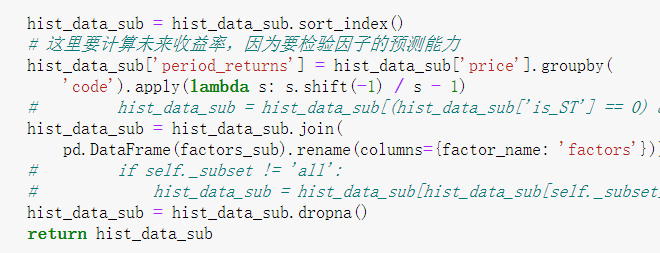 hist_data_sub = hist_data_sub.sort_index()
# 这里要计算未来收益率，因为要检验因子的预测能力
hist_data_sub['period_returns'] = hist_data_sub['price'].groupby(
    'code').apply(lambda s: s.shift(-1) / s - 1)
#         hist_data_sub = hist_data_sub[(hist_data_sub['is_ST'] == 0)
hist_data_sub = hist_data_sub.join(
    pd.DataFrame(factors_sub).rename(columns={factor_name: 'factors'})
#         if self._subset != 'all':
#             hist_data_sub = hist_data_sub[hist_data_sub[self._subset
hist_data_sub = hist_data_sub.dropna()
return hist_data_sub